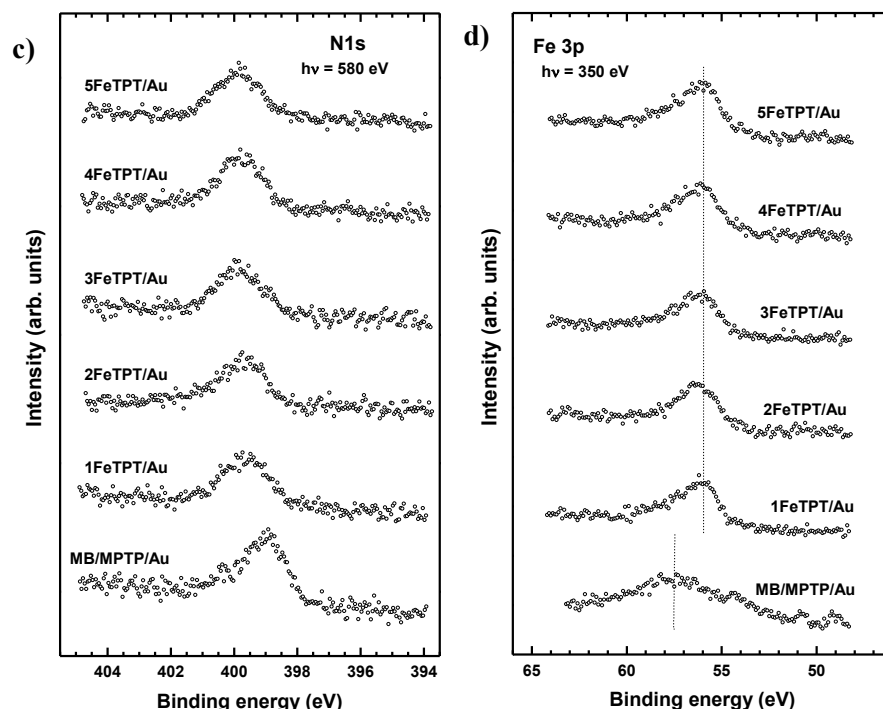 c)
N1s
hν = 580 eV
5FeTPT/Au
4FeTPT/Au
3FeTPT/Au
2FeTPT/Au
1FeTPT/Au
MB/MPTP/Au
Intensity (arb. units)
404 402 400 398 396 394
Binding energy (eV)
d)
Fe 3p
hν = 350 eV
5FeTPT/Au
4FeTPT/Au
3FeTPT/Au
2FeTPT/Au
1FeTPT/Au
MB/MPTP/Au
Intensity (arb. units)
65 60 55 50
Binding energy (eV)